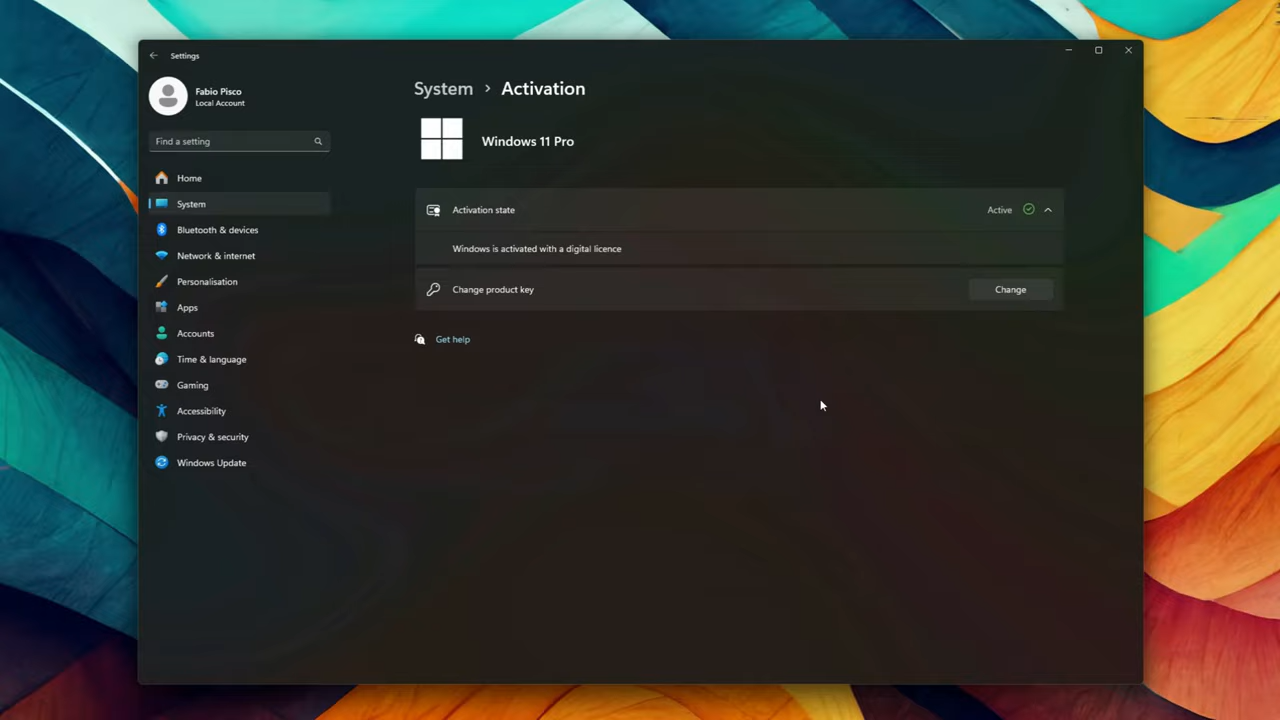 Settings
Fabio Pisco
Local Account
Find a setting
Home
System
Bluetooth & devices
Network & internet
Personalisation
Apps
Accounts
Time & language
Gaming
Accessibility
Privacy & security
Windows Update
System › Activation
Windows 11 Pro
Activation state Active
Windows is activated with a digital licence
Change product key Change
Get help